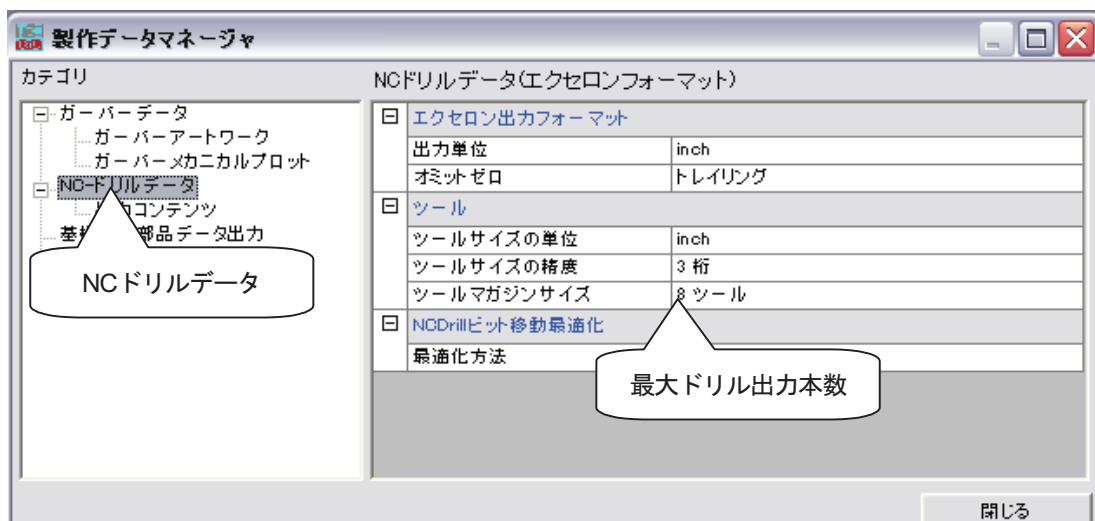 製作データマネージャ
カテゴリ
ガーバーデータ
ガーバーアートワーク
ガーバーメカニカルプロット
NC-ドリルデータ
コンテンツ
部品データ出力
NCドリルデータ
NCドリルデータ(エクセロンフォーマット)
エクセロン出力フォーマット
出力単位 inch
オミットゼロ トレイリング
ツール
ツールサイズの単位 inch
ツールサイズの精度 3 桁
ツールマガジンサイズ 8 ツール
NCDrillビット移動最適化
最適化方法
最大ドリル出力本数
閉じる